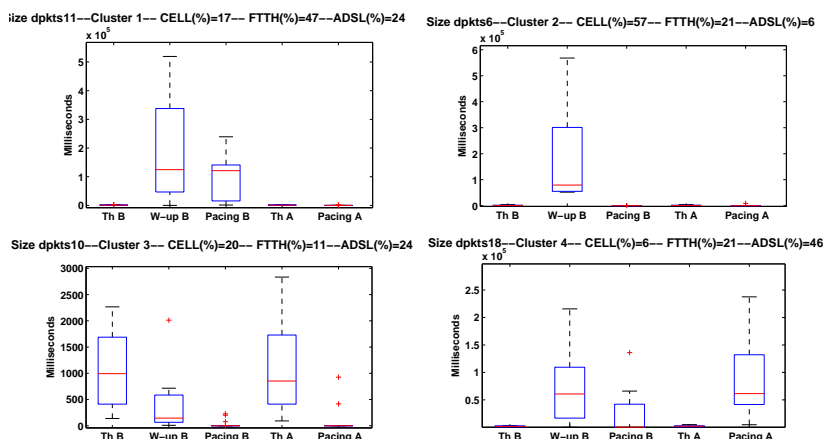 Size dpkts11−−Cluster 1−− CELL(%)=17−− FTTH(%)=47−−ADSL(%)=24
x 10^5
5
4
3
2
1
0
Milliseconds
Th B W−up B Pacing B Th A Pacing A
Size dpkts6−−Cluster 2−− CELL(%)=57−− FTTH(%)=21−−ADSL(%)=6
x 10^5
6
5
4
3
2
1
0
Milliseconds
Th B W−up B Pacing B Th A Pacing A
Size dpkts10−−Cluster 3−− CELL(%)=20−− FTTH(%)=11−−ADSL(%)=24
3000
2500
2000
1500
1000
500
0
Milliseconds
Th B W−up B Pacing B Th A Pacing A
Size dpkts18−−Cluster 4−− CELL(%)=6−− FTTH(%)=21−−ADSL(%)=46
x 10^5
2.5
2
1.5
1
0.5
Milliseconds
Th B W−up B Pacing B Th A Pacing A